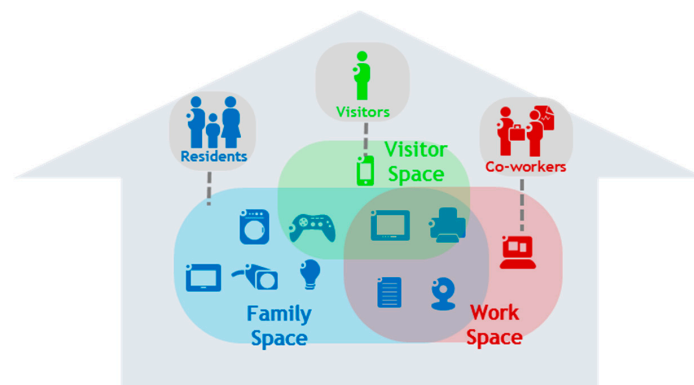 Visitors
Residents
Co-workers
Visitor
Space
Family
Space
Work
Space